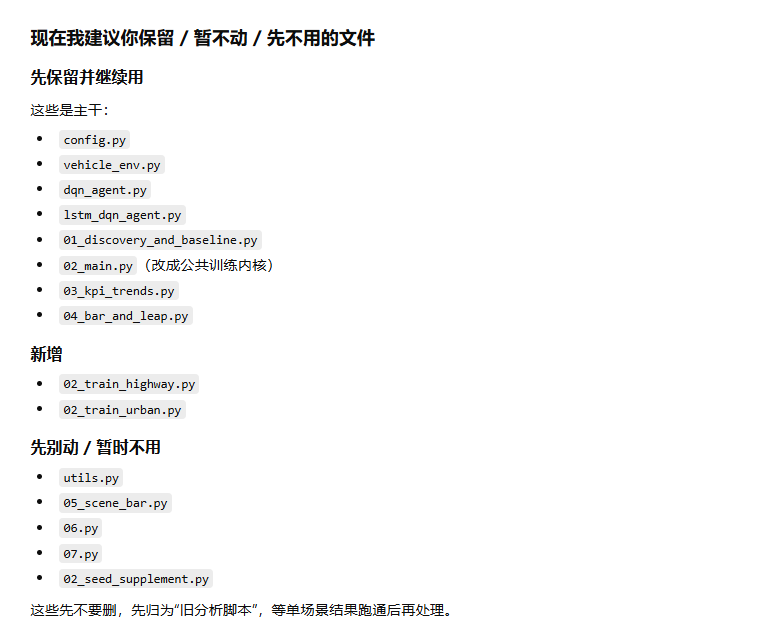 现在我建议你保留 / 暂不动 / 先不用的文件
先保留并继续用
这些是主干：
config.py
vehicle_env.py
dqn_agent.py
lstm_dqn_agent.py
01_discovery_and_baseline.py
02_main.py（改成公共训练内核）
03_kpi_trends.py
04_bar_and_leap.py
新增
02_train_highway.py
02_train_urban.py
先别动 / 暂时不用
utils.py
05_scene_bar.py
06.py
07.py
02_seed_supplement.py
这些先不要删，先归为“旧分析脚本”，等单场景结果跑通后再处理。